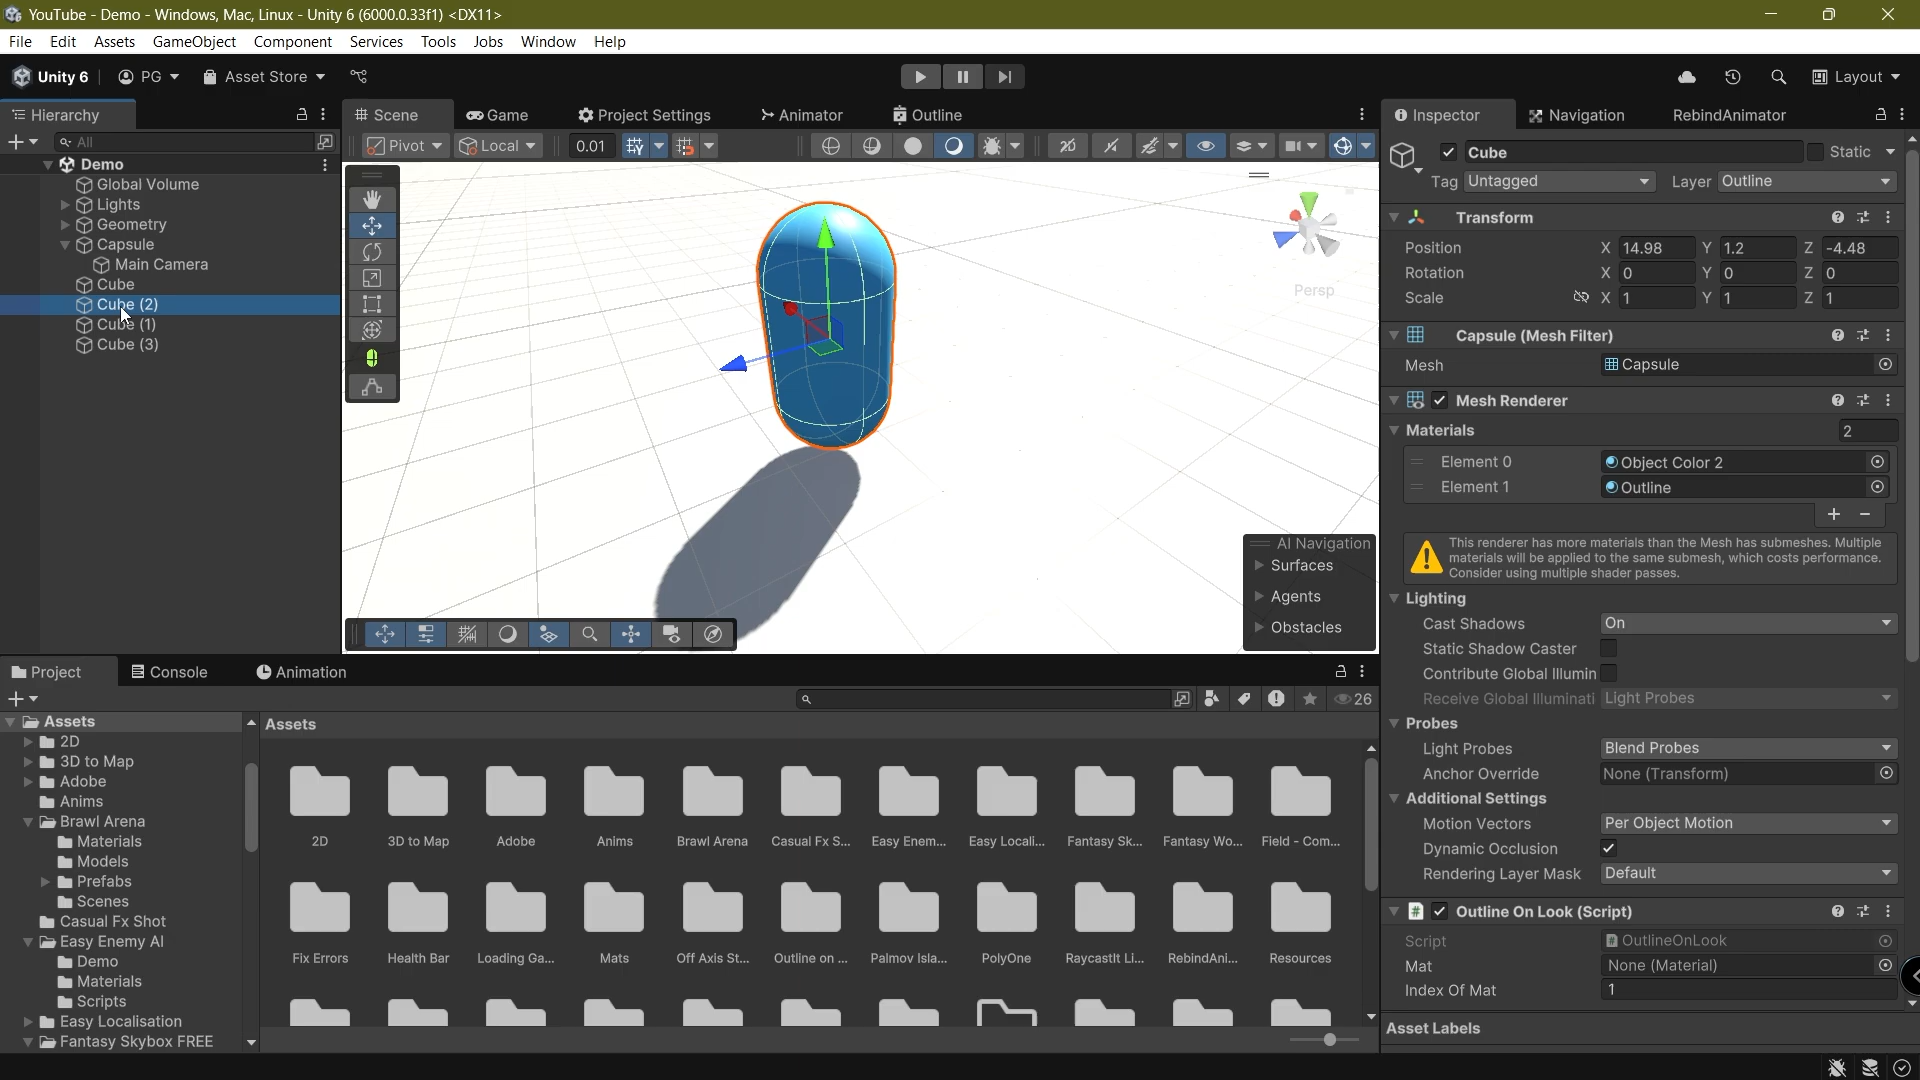 YouTube - Demo - Windows, Mac, Linux - Unity 6 (6000.0.33f1) <DX11>
File Edit Assets GameObject Component Services Tools Jobs Window Help
Unity 6 PG Asset Store Layout
Hierarchy
All
Demo
Global Volume
Lights
Geometry
Capsule
Main Camera
Cube
Cube (2)
Cube (1)
Cube (3)
Scene Game Project Settings Animator Outline
Pivot Local 0.01 2D
Persp
AI Navigation
Surfaces
Agents
Obstacles
Inspector Navigation RebindAnimator
Cube Static
Tag Untagged Layer Outline
Transform
Position X 14.98 Y 1.2 Z -4.48
Rotation X 0 Y 0 Z 0
Scale X 1 Y 1 Z 1
Capsule (Mesh Filter)
Mesh Capsule
Mesh Renderer
Materials 2
Element 0 Object Color 2
Element 1 Outline
This renderer has more materials than the Mesh has submeshes. Multiple
materials will be applied to the same submesh, which costs performance.
Consider using multiple shader passes.
Lighting
Cast Shadows On
Static Shadow Caster
Contribute Global Illumin
Receive Global Illuminati Light Probes
Probes
Light Probes Blend Probes
Anchor Override None (Transform)
Additional Settings
Motion Vectors Per Object Motion
Dynamic Occlusion
Rendering Layer Mask Default
Outline On Look (Script)
Script OutlineOnLook
Mat None (Material)
Index Of Mat 1
Asset Labels
Project Console Animation
26
Assets
2D
3D to Map
Adobe
Anims
Brawl Arena
Materials
Models
Prefabs
Scenes
Casual Fx Shot
Easy Enemy AI
Demo
Materials
Scripts
Easy Localisation
Fantasy Skybox FREE
Assets
2D 3D to Map Adobe Anims Brawl Arena Casual Fx S... Easy Enem... Easy Locali... Fantasy Sk... Fantasy Wo... Field - Com...
Fix Errors Health Bar Loading Ga... Mats Off Axis St... Outline on ... Palmov Isla... PolyOne RaycastIt Li... RebindAni... Resources